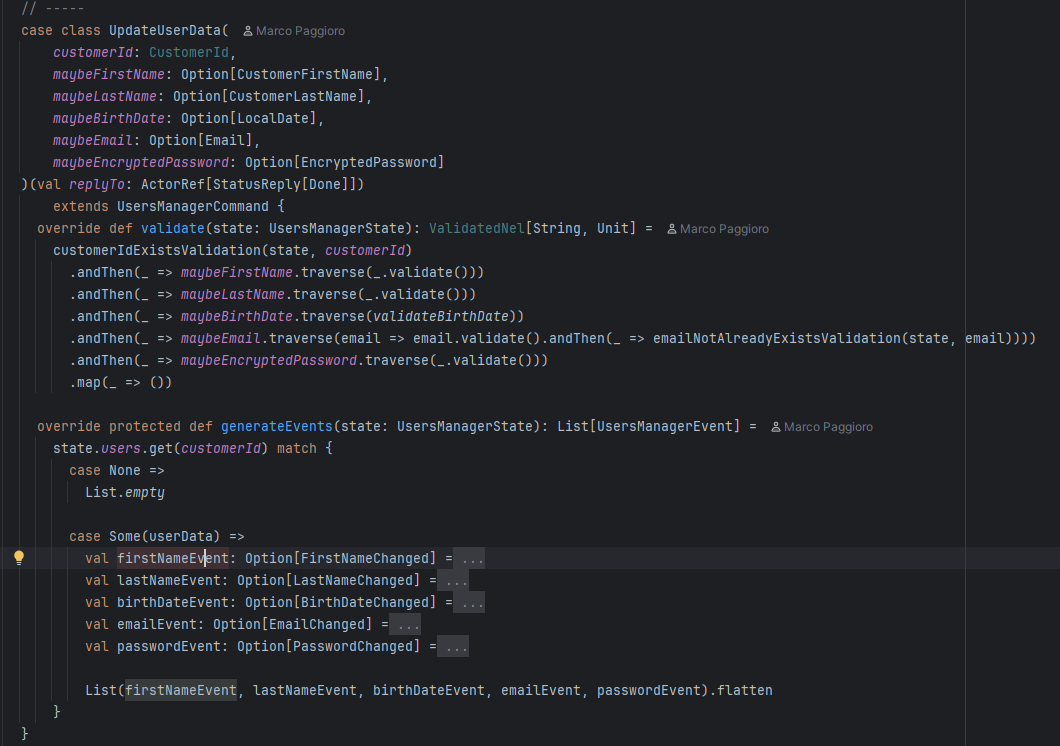 // -----
case class UpdateUserData(  Marco Paggioro
    customerId: CustomerId,
    maybeFirstName: Option[CustomerFirstName],
    maybeLastName: Option[CustomerLastName],
    maybeBirthDate: Option[LocalDate],
    maybeEmail: Option[Email],
    maybeEncryptedPassword: Option[EncryptedPassword]
)(val replyTo: ActorRef[StatusReply[Done]])
    extends UsersManagerCommand {
  override def validate(state: UsersManagerState): ValidatedNel[String, Unit] =  Marco Paggioro
    customerIdExistsValidation(state, customerId)
      .andThen(_ => maybeFirstName.traverse(_.validate()))
      .andThen(_ => maybeLastName.traverse(_.validate()))
      .andThen(_ => maybeBirthDate.traverse(validateBirthDate))
      .andThen(_ => maybeEmail.traverse(email => email.validate().andThen(_ => emailNotAlreadyExistsValidation(state, email))))
      .andThen(_ => maybeEncryptedPassword.traverse(_.validate()))
      .map(_ => ())

  override protected def generateEvents(state: UsersManagerState): List[UsersManagerEvent] =  Marco Paggioro
    state.users.get(customerId) match {
      case None =>
        List.empty

      case Some(userData) =>
        val firstNameEvent: Option[FirstNameChanged] = ...
        val lastNameEvent: Option[LastNameChanged] = ...
        val birthDateEvent: Option[BirthDateChanged] = ...
        val emailEvent: Option[EmailChanged] = ...
        val passwordEvent: Option[PasswordChanged] = ...

        List(firstNameEvent, lastNameEvent, birthDateEvent, emailEvent, passwordEvent).flatten
    }
}